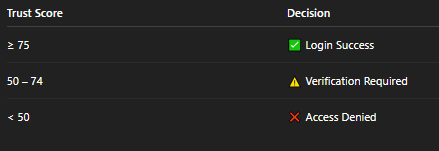 Trust Score Decision
≥ 75 ✅ Login Success
50 – 74 ⚠️ Verification Required
< 50 ❌ Access Denied